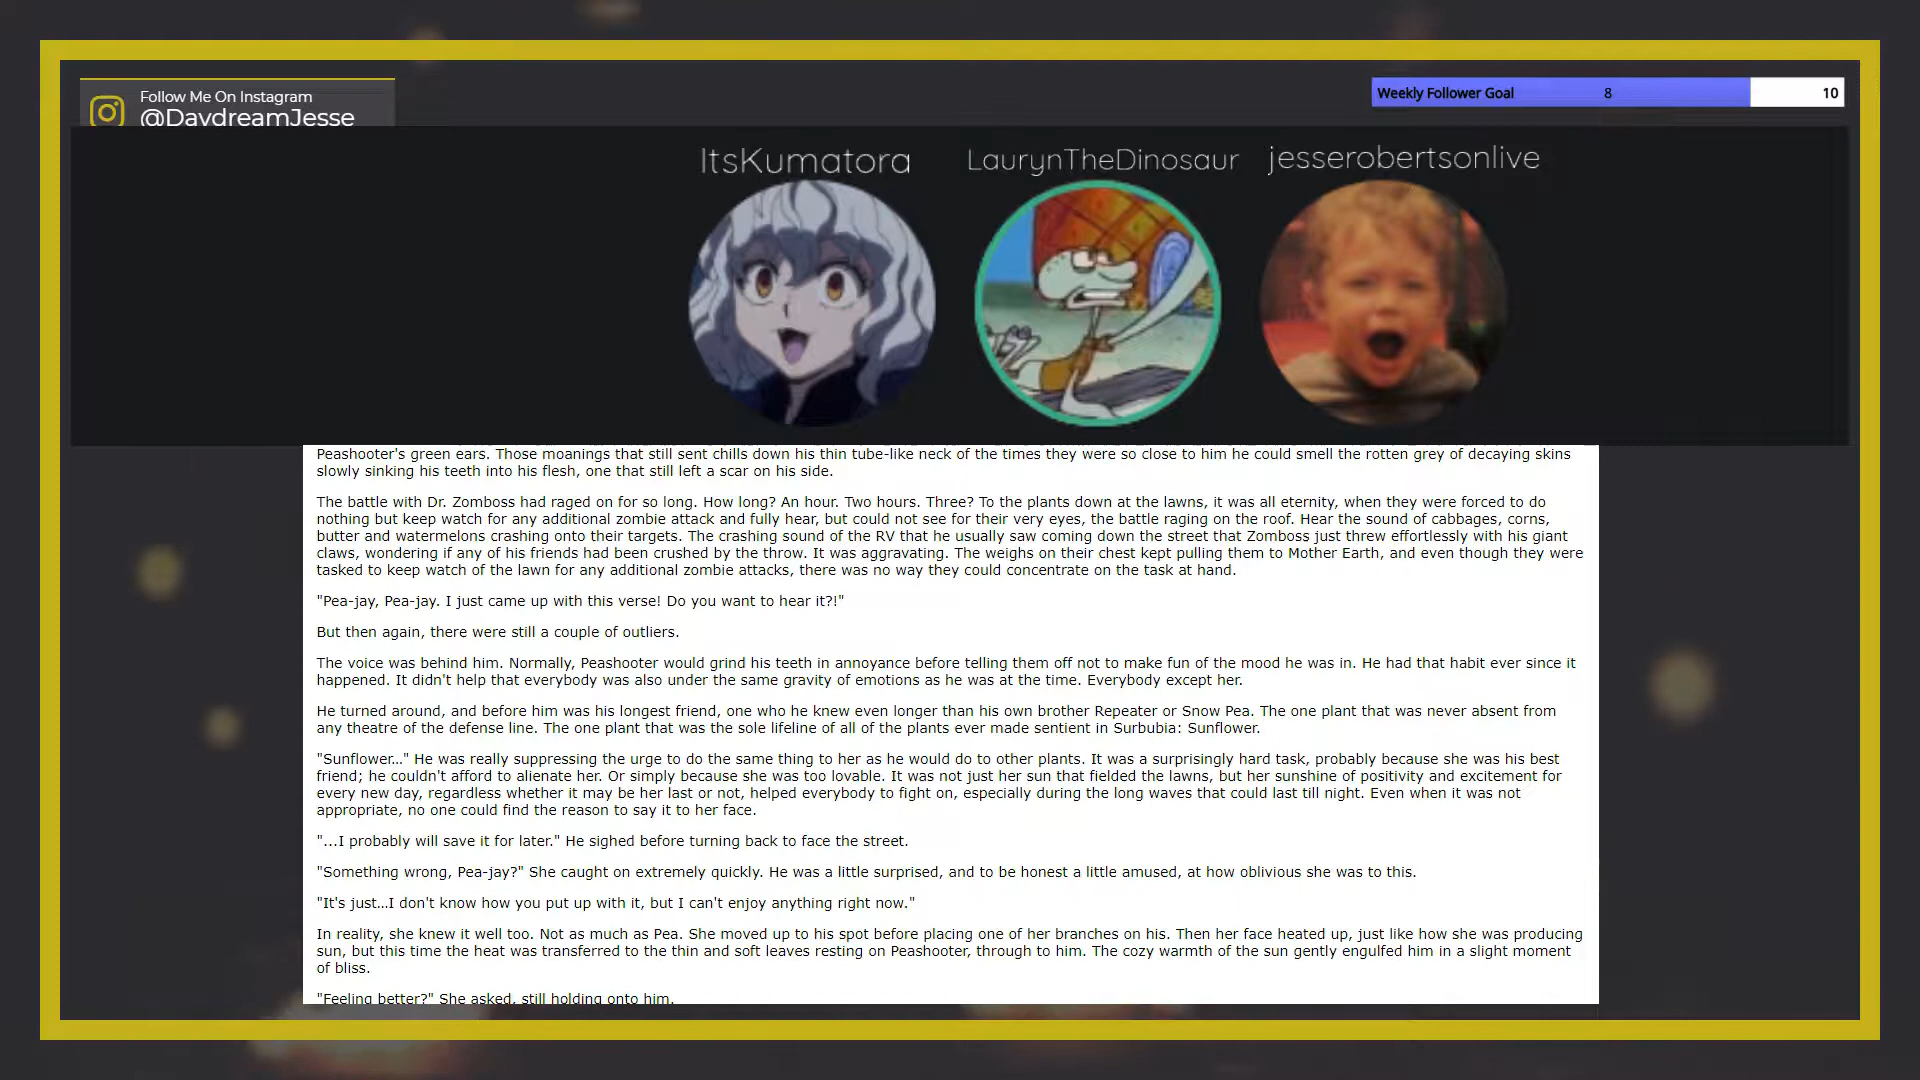 Follow Me On Instagram
@DaydreamJesse
Weekly Follower Goal 8 10
ItsKumatora
LaurynTheDinosaur
jesserobertsonlive
Peashooter's green ears. Those moanings that still sent chills down his thin tube-like neck of the times they were so close to him he could smell the rotten grey of decaying skins
slowly sinking his teeth into his flesh, one that still left a scar on his side.
The battle with Dr. Zomboss had raged on for so long. How long? An hour. Two hours. Three? To the plants down at the lawns, it was all eternity, when they were forced to do
nothing but keep watch for any additional zombie attack and fully hear, but could not see for their very eyes, the battle raging on the roof. Hear the sound of cabbages, corns,
butter and watermelons crashing onto their targets. The crashing sound of the RV that he usually saw coming down the street that Zomboss just threw effortlessly with his giant
claws, wondering if any of his friends had been crushed by the throw. It was aggravating. The weighs on their chest kept pulling them to Mother Earth, and even though they were
tasked to keep watch of the lawn for any additional zombie attacks, there was no way they could concentrate on the task at hand.
"Pea-jay, Pea-jay. I just came up with this verse! Do you want to hear it?!"
But then again, there were still a couple of outliers.
The voice was behind him. Normally, Peashooter would grind his teeth in annoyance before telling them off not to make fun of the mood he was in. He had that habit ever since it
happened. It didn't help that everybody was also under the same gravity of emotions as he was at the time. Everybody except her.
He turned around, and before him was his longest friend, one who he knew even longer than his own brother Repeater or Snow Pea. The one plant that was never absent from
any theatre of the defense line. The one plant that was the sole lifeline of all of the plants ever made sentient in Surbubia: Sunflower.
"Sunflower..." He was really suppressing the urge to do the same thing to her as he would do to other plants. It was a surprisingly hard task, probably because she was his best
friend; he couldn't afford to alienate her. Or simply because she was too lovable. It was not just her sun that fielded the lawns, but her sunshine of positivity and excitement for
every new day, regardless whether it may be her last or not, helped everybody to fight on, especially during the long waves that could last till night. Even when it was not
appropriate, no one could find the reason to say it to her face.
"...I probably will save it for later." He sighed before turning back to face the street.
"Something wrong, Pea-jay?" She caught on extremely quickly. He was a little surprised, and to be honest a little amused, at how oblivious she was to this.
"It's just...I don't know how you put up with it, but I can't enjoy anything right now."
In reality, she knew it well too. Not as much as Pea. She moved up to his spot before placing one of her branches on his. Then her face heated up, just like how she was producing
sun, but this time the heat was transferred to the thin and soft leaves resting on Peashooter, through to him. The cozy warmth of the sun gently engulfed him in a slight moment
of bliss.
"Feeling better?" She asked, still holding onto him.